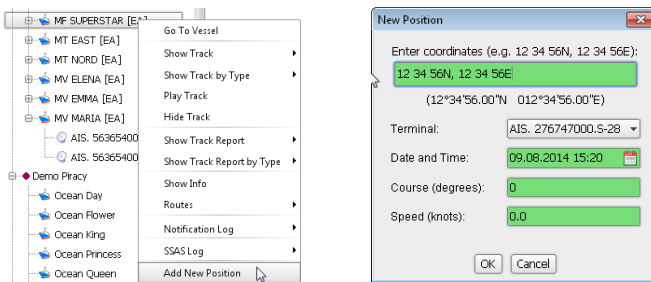 MF SUPERSTAR [EA]
MT EAST [EA]
MT NORD [EA]
MV ELENA [EA]
MV EMMA [EA]
MV MARIA [EA]
AIS. 56365400
AIS. 56365400
Demo Piracy
Ocean Day
Ocean Flower
Ocean King
Ocean Princess
Ocean Queen
Go To Vessel
Show Track
Show Track by Type
Play Track
Hide Track
Show Track Report
Show Track Report by Type
Show Info
Routes
Notification Log
SSAS Log
Add New Position
New Position
Enter coordinates (e.g. 12 34 56N, 12 34 56E):
12 34 56N, 12 34 56E
(12°34'56.00"N 012°34'56.00"E)
Terminal: AIS. 276747000.S-28
Date and Time: 09.08.2014 15:20
Course (degrees): 0
Speed (knots): 0.0
OK Cancel